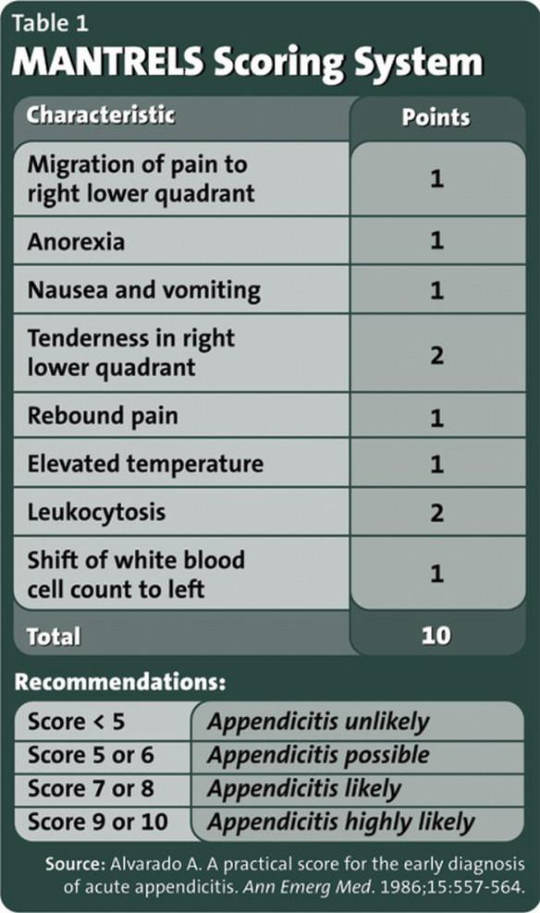 Table 1
MANTRELS Scoring System
Characteristic Points
Migration of pain to
right lower quadrant 1
Anorexia 1
Nausea and vomiting 1
Tenderness in right
lower quadrant 2
Rebound pain 1
Elevated temperature 1
Leukocytosis 2
Shift of white blood
cell count to left 1
Total 10
Recommendations:
Score < 5 Appendicitis unlikely
Score 5 or 6 Appendicitis possible
Score 7 or 8 Appendicitis likely
Score 9 or 10 Appendicitis highly likely
Source: Alvarado A. A practical score for the early diagnosis
of acute appendicitis. Ann Emerg Med. 1986;15:557-564.